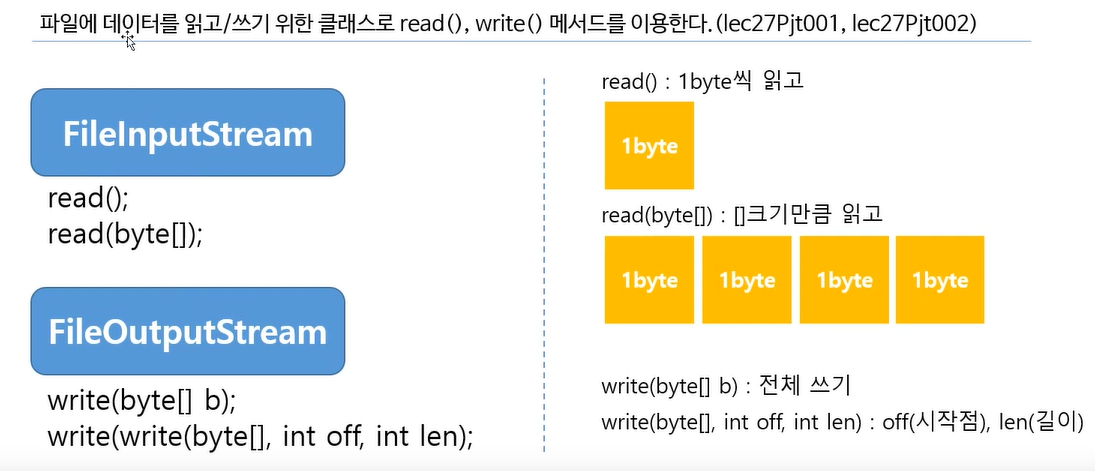 파일에 데이터를 읽고/쓰기 위한 클래스로 read(), write() 메서드를 이용한다.(lec27Pjt001, lec27Pjt002)
FileInputStream
read();
read(byte[]);
FileOutputStream
write(byte[] b);
write(write(byte[], int off, int len);
read() : 1byte씩 읽고
1byte
read(byte[]) : []크기만큼 읽고
1byte 1byte 1byte 1byte
write(byte[] b) : 전체 쓰기
write(byte[], int off, int len) : off(시작점), len(길이)